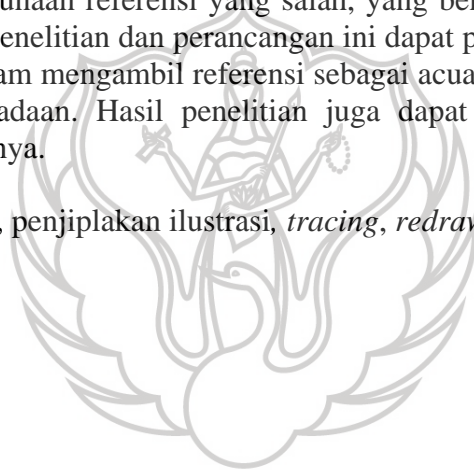 unaan referensi yang salah, yang be
enelitian dan perancangan ini dapat p
am mengambil referensi sebagai acua
adaan. Hasil penelitian juga dapat
nya.
, penjiplakan ilustrasi, tracing, redraw